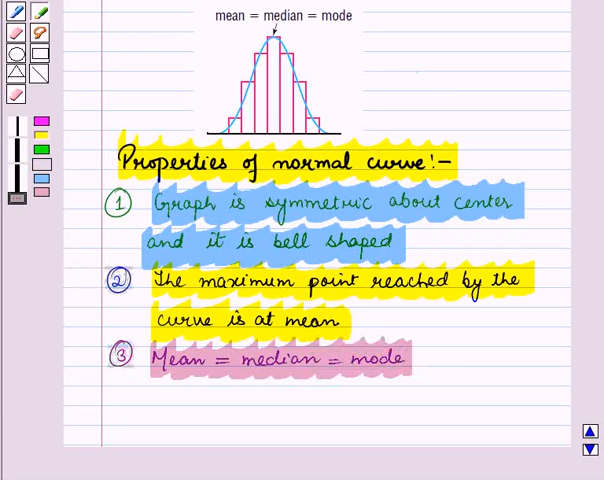 mean = median = mode
Properties of normal curve!-
1 Graph is symmetric about center
and it is bell shaped
2 The maximum point reached by the
curve is at mean
3 Mean = median = mode